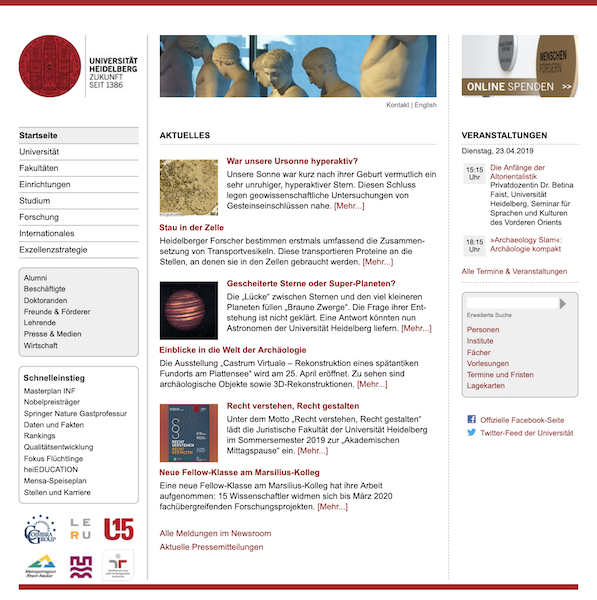 UNIVERSITÄT
HEIDELBERG
ZUKUNFT
SEIT 1386
MENSCHEN
FÖRDERN
ONLINE SPENDEN >>
Kontakt | English
Startseite
Universität
Fakultäten
Einrichtungen
Studium
Forschung
Internationales
Exzellenzstrategie
Alumni
Beschäftigte
Doktoranden
Freunde & Förderer
Lehrende
Presse & Medien
Wirtschaft
Schnelleinstieg
Masterplan INF
Nobelpreisträger
Springer Nature Gastprofessur
Daten und Fakten
Rankings
Qualitätsentwicklung
Fokus Flüchtlinge
heiEDUCATION
Mensa-Speiseplan
Stellen und Karriere
COIMBRA
GROUP
LE
RU
U15
Metropolregion
Rhein-Neckar
AKTUELLES
War unsere Ursonne hyperaktiv?
Unsere Sonne war kurz nach ihrer Geburt vermutlich ein
sehr unruhiger, hyperaktiver Stern. Diesen Schluss
legen geowissenschaftliche Untersuchungen von
Gesteinseinschlüssen nahe. [Mehr...]
Stau in der Zelle
Heidelberger Forscher bestimmen erstmals umfassend die Zusammen-
setzung von Transportvesikeln. Diese transportieren Proteine an die
Stellen, an denen sie in den Zellen gebraucht werden. [Mehr...]
Gescheiterte Sterne oder Super-Planeten?
Die „Lücke“ zwischen Sternen und den viel kleineren
Planeten füllen „Braune Zwerge“. Die Frage ihrer Ent-
stehung ist nicht geklärt. Eine Antwort könnten nun
Astronomen der Universität Heidelberg liefern. [Mehr...]
Einblicke in die Welt der Archäologie
Die Ausstellung „Castrum Virtuale – Rekonstruktion eines spätantiken
Fundorts am Plattensee” wird am 25. April eröffnet. Zu sehen sind
archäologische Objekte sowie 3D-Rekonstruktionen. [Mehr...]
RECHT
VERSTEHEN
RECHT
GESTALTEN
Recht verstehen, Recht gestalten
Unter dem Motto „Recht verstehen, Recht gestalten“
lädt die Juristische Fakultät der Universität Heidelberg
im Sommersemester 2019 zur „Akademischen
Mittagspause” ein. [Mehr...]
Neue Fellow-Klasse am Marsilius-Kolleg
Eine neue Fellow-Klasse am Marsilius-Kolleg hat ihre Arbeit
aufgenommen: 15 Wissenschaftler widmen sich bis März 2020
fachübergreifenden Forschungsprojekten. [Mehr...]
Alle Meldungen im Newsroom
Aktuelle Pressemitteilungen
VERANSTALTUNGEN
Dienstag, 23.04.2019
15:15
Uhr
Die Anfänge der
Altorientalistik
Privatdozentin Dr. Betina
Faist, Universität
Heidelberg, Seminar für
Sprachen und Kulturen
des Vorderen Orients
18:15
Uhr
»Archaeology Slam«:
Archäologie kompakt
Alle Termine & Veranstaltungen
Erweiterte Suche
Personen
Institute
Fächer
Vorlesungen
Termine und Fristen
Lagekarten
Offizielle Facebook-Seite
Twitter-Feed der Universität